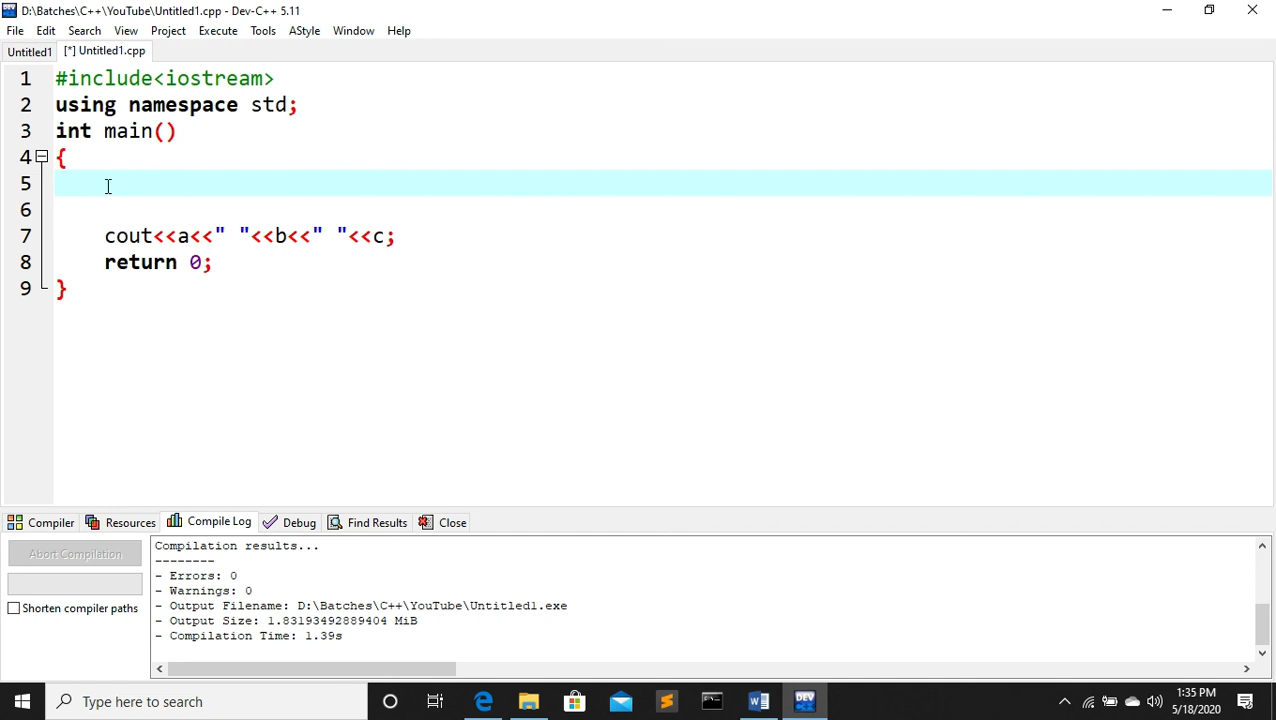 D:\Batches\C++\YouTube\Untitled1.cpp - Dev-C++ 5.11
File Edit Search View Project Execute Tools AStyle Window Help
Untitled1 [*] Untitled1.cpp
1 #include<iostream>
2 using namespace std;
3 int main()
4 {
5
6
7 cout<<a<<" "<<b<<" "<<c;
8 return 0;
9 }
Compiler Resources Compile Log Debug Find Results Close
Abort Compilation
Shorten compiler paths
Compilation results...
--------
- Errors: 0
- Warnings: 0
- Output Filename: D:\Batches\C++\YouTube\Untitled1.exe
- Output Size: 1.83193492889404 MiB
- Compilation Time: 1.39s
Type here to search
1:35 PM
5/18/2020